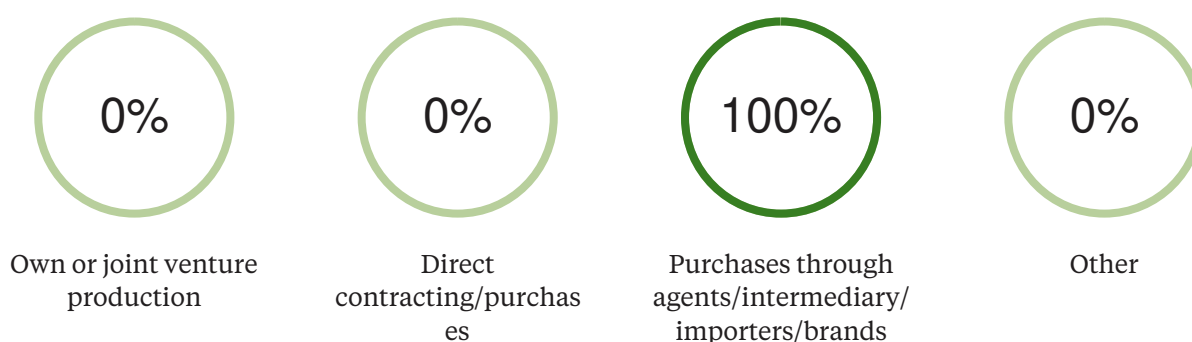 0%
0%
100%
0%
Own or joint venture
production
Direct
contracting/purchas
es
Purchases through
agents/intermediary/
importers/brands
Other